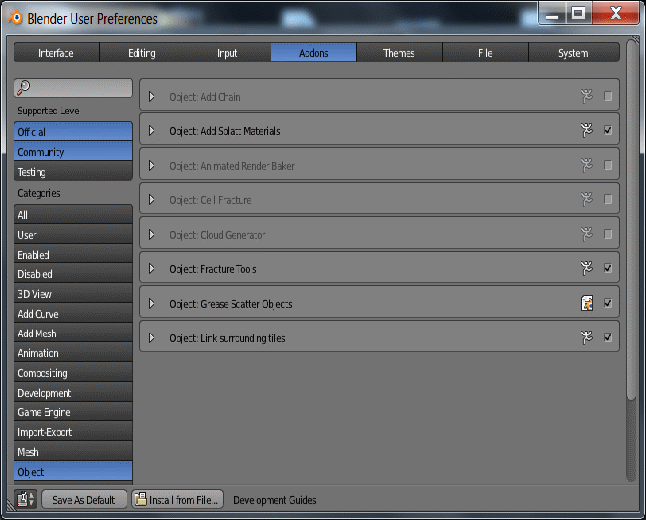 Blender User Preferences
Interface Editing Input Addons Themes File System
Supported Level
Official
Community
Testing
Categories
All
User
Enabled
Disabled
3D View
Add Curve
Add Mesh
Animation
Compositing
Development
Game Engine
Import-Export
Mesh
Object
Object: Add Chain
Object: Add Splatt Materials
Object: Animated Render Baker
Object: Cell Fracture
Object: Cloud Generator
Object: Fracture Tools
Object: Grease Scatter Objects
Object: Link surrounding tiles
Save As Default Install from File... Development Guides